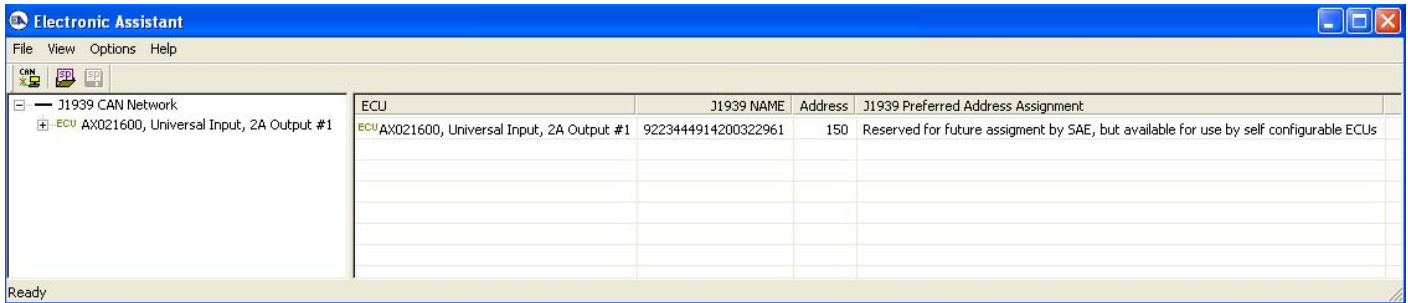 Electronic Assistant
File View Options Help
CAN SP SP
J1939 CAN Network
ECU AX021600, Universal Input, 2A Output #1
ECU J1939 NAME Address J1939 Preferred Address Assignment
ECU AX021600, Universal Input, 2A Output #1 9223444914200322961 150 Reserved for future assigment by SAE, but available for use by self configurable ECUs
Ready